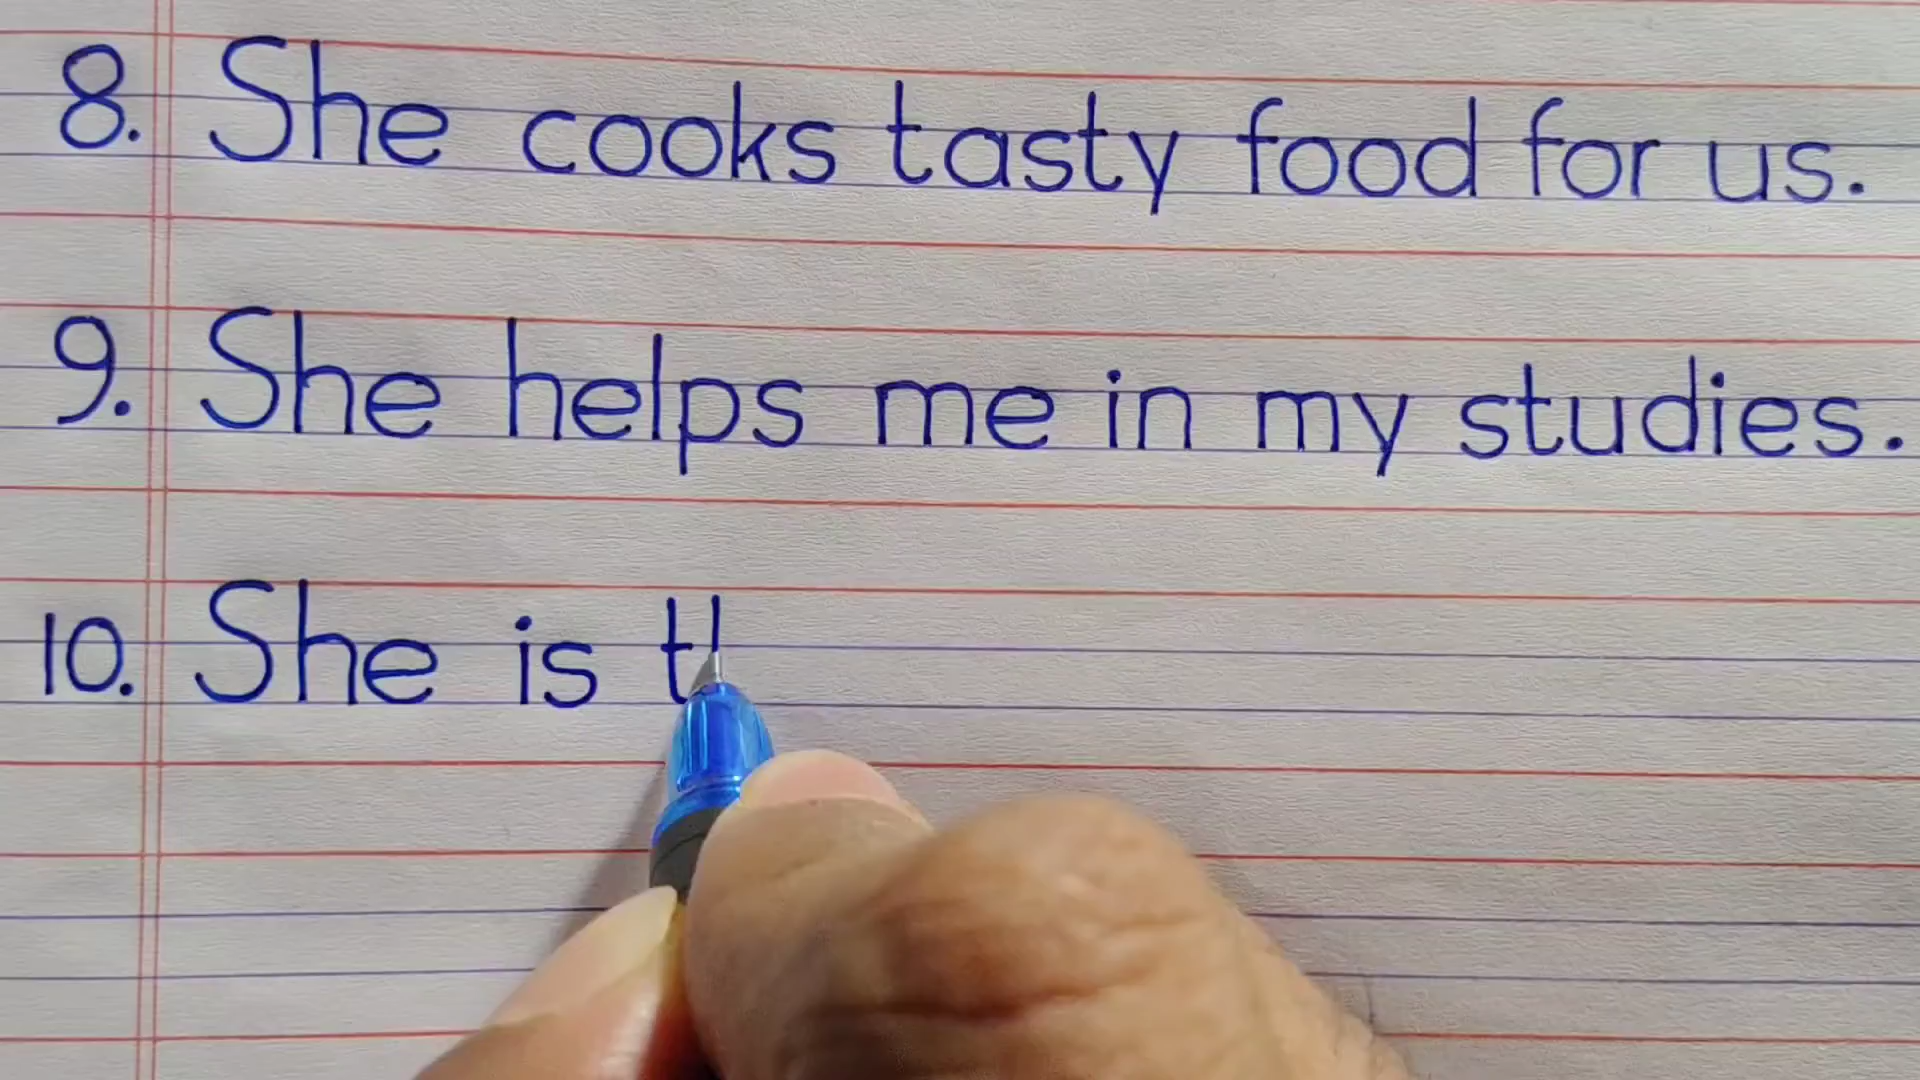 8. She cooks tasty food for us.
9. She helps me in my studies.
10. She is t